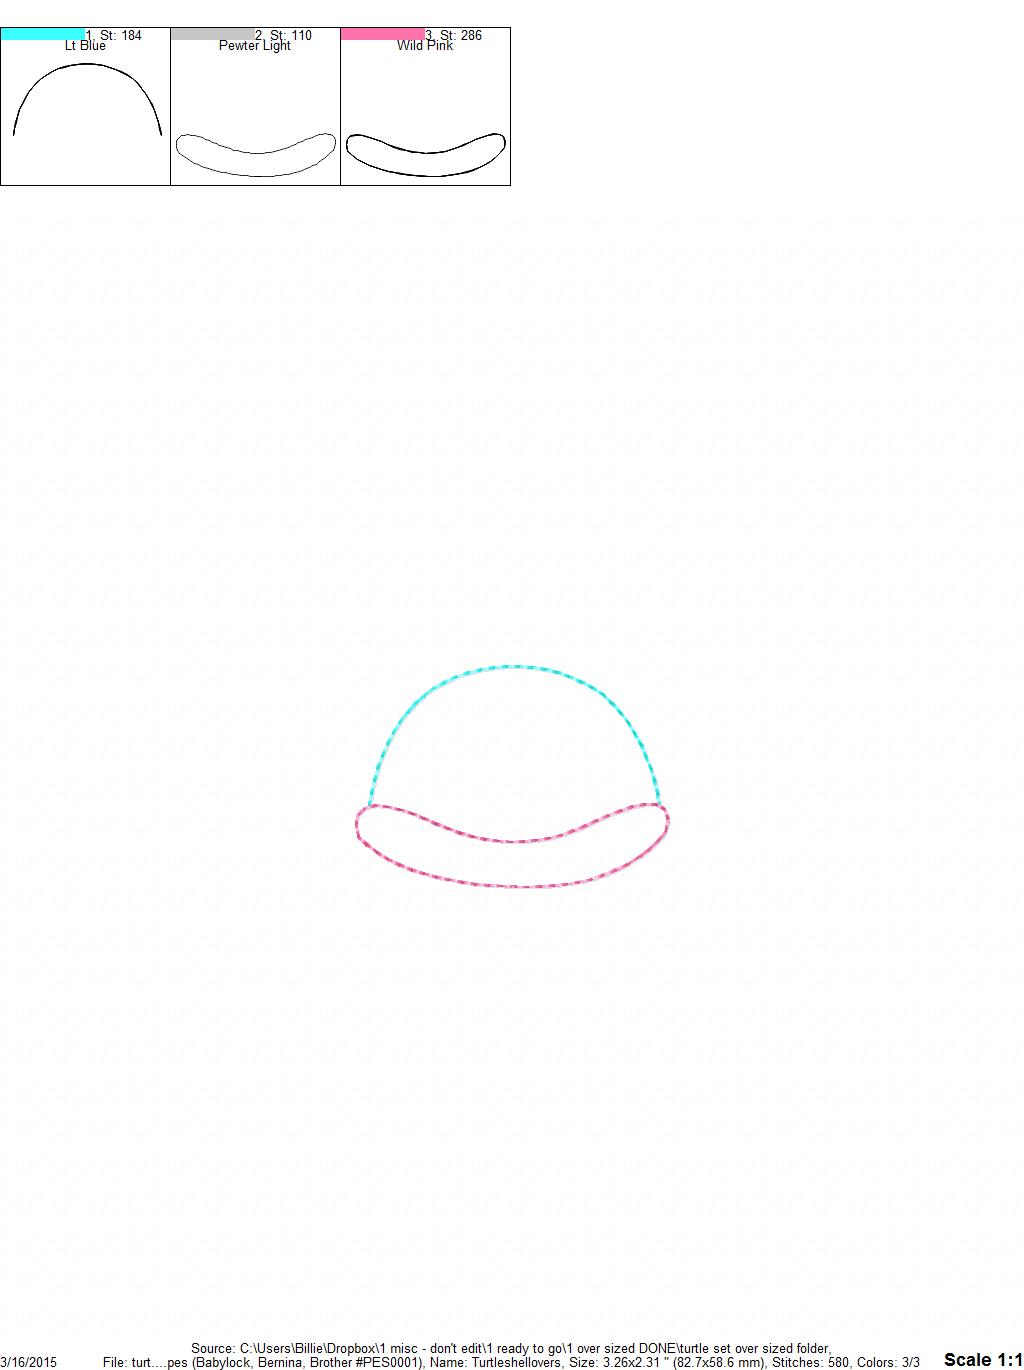 1, St: 184
Lt Blue
2, St: 110
Pewter Light
3, St: 286
Wild Pink
Source: C:\Users\Billie\Dropbox\1 misc - don't edit\1 ready to go\1 over sized DONE\turtle set over sized folder,
3/16/2015 File: turt....pes (Babylock, Bernina, Brother #PES0001), Name: Turtleshellovers, Size: 3.26x2.31 " (82.7x58.6 mm), Stitches: 580, Colors: 3/3 Scale 1:1